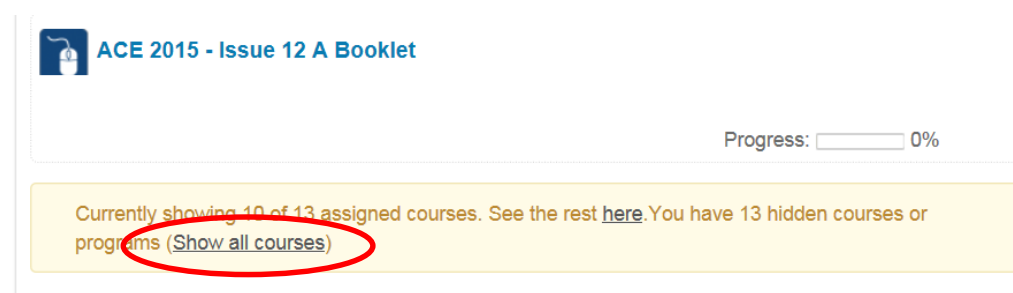 ACE 2015 - Issue 12 A Booklet
Progress: 0%
Currently showing 10 of 13 assigned courses. See the rest here.You have 13 hidden courses or
programs (Show all courses)